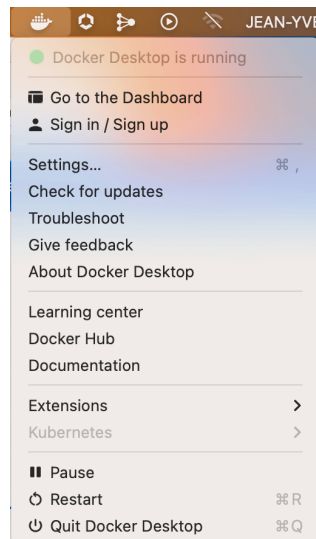 JEAN-YVE
Docker Desktop is running
Go to the Dashboard
Sign in / Sign up
Settings... ⌘ ,
Check for updates
Troubleshoot
Give feedback
About Docker Desktop
Learning center
Docker Hub
Documentation
Extensions
Kubernetes
Pause
Restart ⌘ R
Quit Docker Desktop ⌘ Q